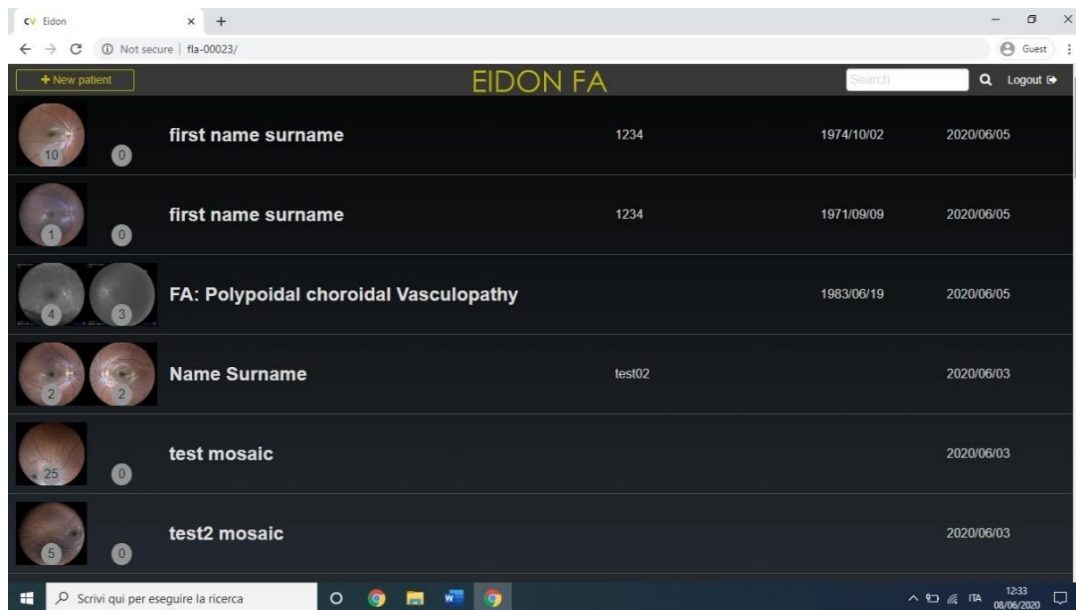 CV Eidon
Not secure | fla-00023/
Guest
+ New patient
EIDON FA
Search
Logout
10
0
first name surname
1234
1974/10/02
2020/06/05
1
0
first name surname
1234
1971/09/09
2020/06/05
4
3
FA: Polypoidal choroidal Vasculopathy
1983/06/19
2020/06/05
2
2
Name Surname
test02
2020/06/03
25
0
test mosaic
2020/06/03
5
0
test2 mosaic
2020/06/03
Scrivi qui per eseguire la ricerca
ITA
12:33
08/06/2020